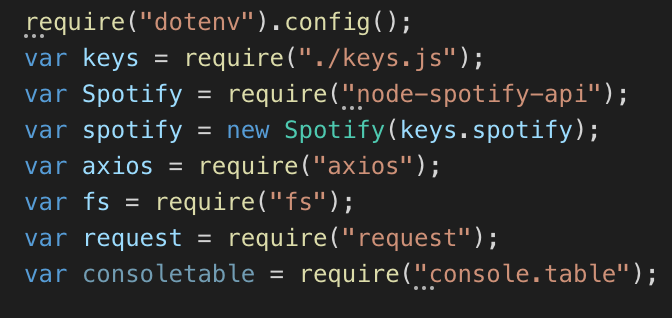 require("dotenv").config();
var keys = require("./keys.js");
var Spotify = require("node-spotify-api");
var spotify = new Spotify(keys.spotify);
var axios = require("axios");
var fs = require("fs");
var request = require("request");
var consoletable = require("console.table");